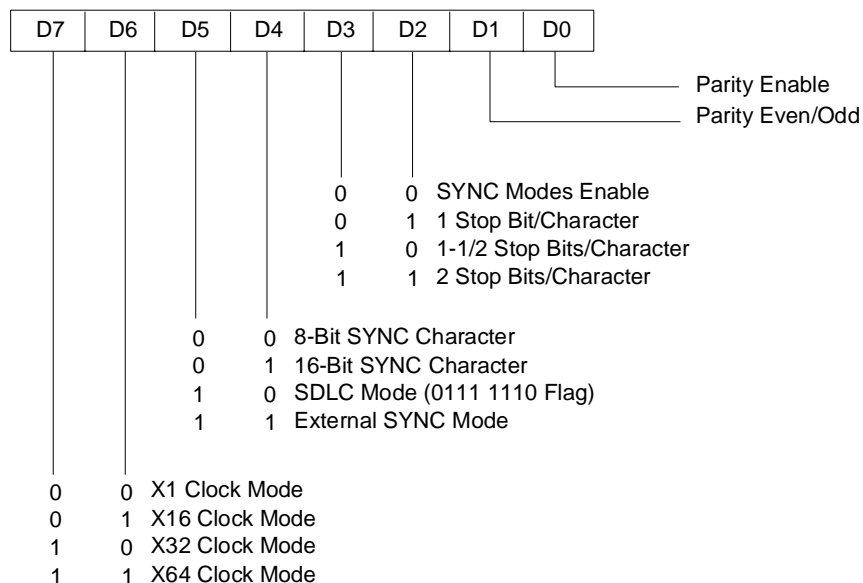 D7 D6 D5 D4 D3 D2 D1 D0
Parity Enable
Parity Even/Odd
0 0 SYNC Modes Enable
0 1 1 Stop Bit/Character
1 0 1-1/2 Stop Bits/Character
1 1 2 Stop Bits/Character
0 0 8-Bit SYNC Character
0 1 16-Bit SYNC Character
1 0 SDLC Mode (0111 1110 Flag)
1 1 External SYNC Mode
0 0 X1 Clock Mode
0 1 X16 Clock Mode
1 0 X32 Clock Mode
1 1 X64 Clock Mode